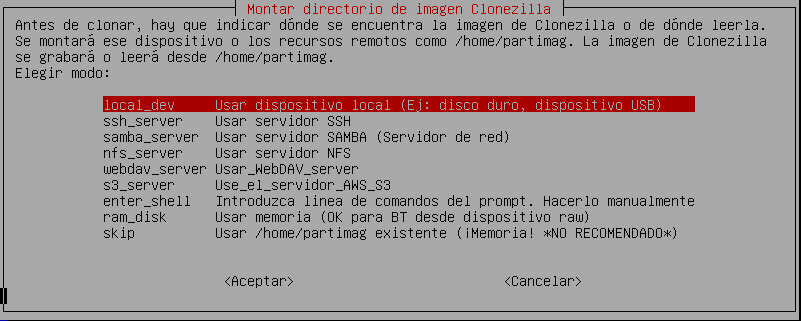 Montar directorio de imagen Clonezilla
Antes de clonar, hay que indicar dónde se encuentra la imagen de Clonezilla o de dónde leerla.
Se montará ese dispositivo o los recursos remotos como /home/partimag. La imagen de Clonezilla
se grabará o leerá desde /home/partimag.
Elegir modo:
local_dev Usar dispositivo local (Ej: disco duro, dispositivo USB)
ssh_server Usar servidor SSH
samba_server Usar servidor SAMBA (Servidor de red)
nfs_server Usar servidor NFS
webdav_server Usar_WebDAV_server
s3_server Use_el_servidor_AWS_S3
enter_shell Introduzca linea de comandos del prompt. Hacerlo manualmente
ram_disk Usar memoria (OK para BT desde dispositivo raw)
skip Usar /home/partimag existente (¡Memoria! *NO RECOMENDADO*)
<Aceptar> <Cancelar>